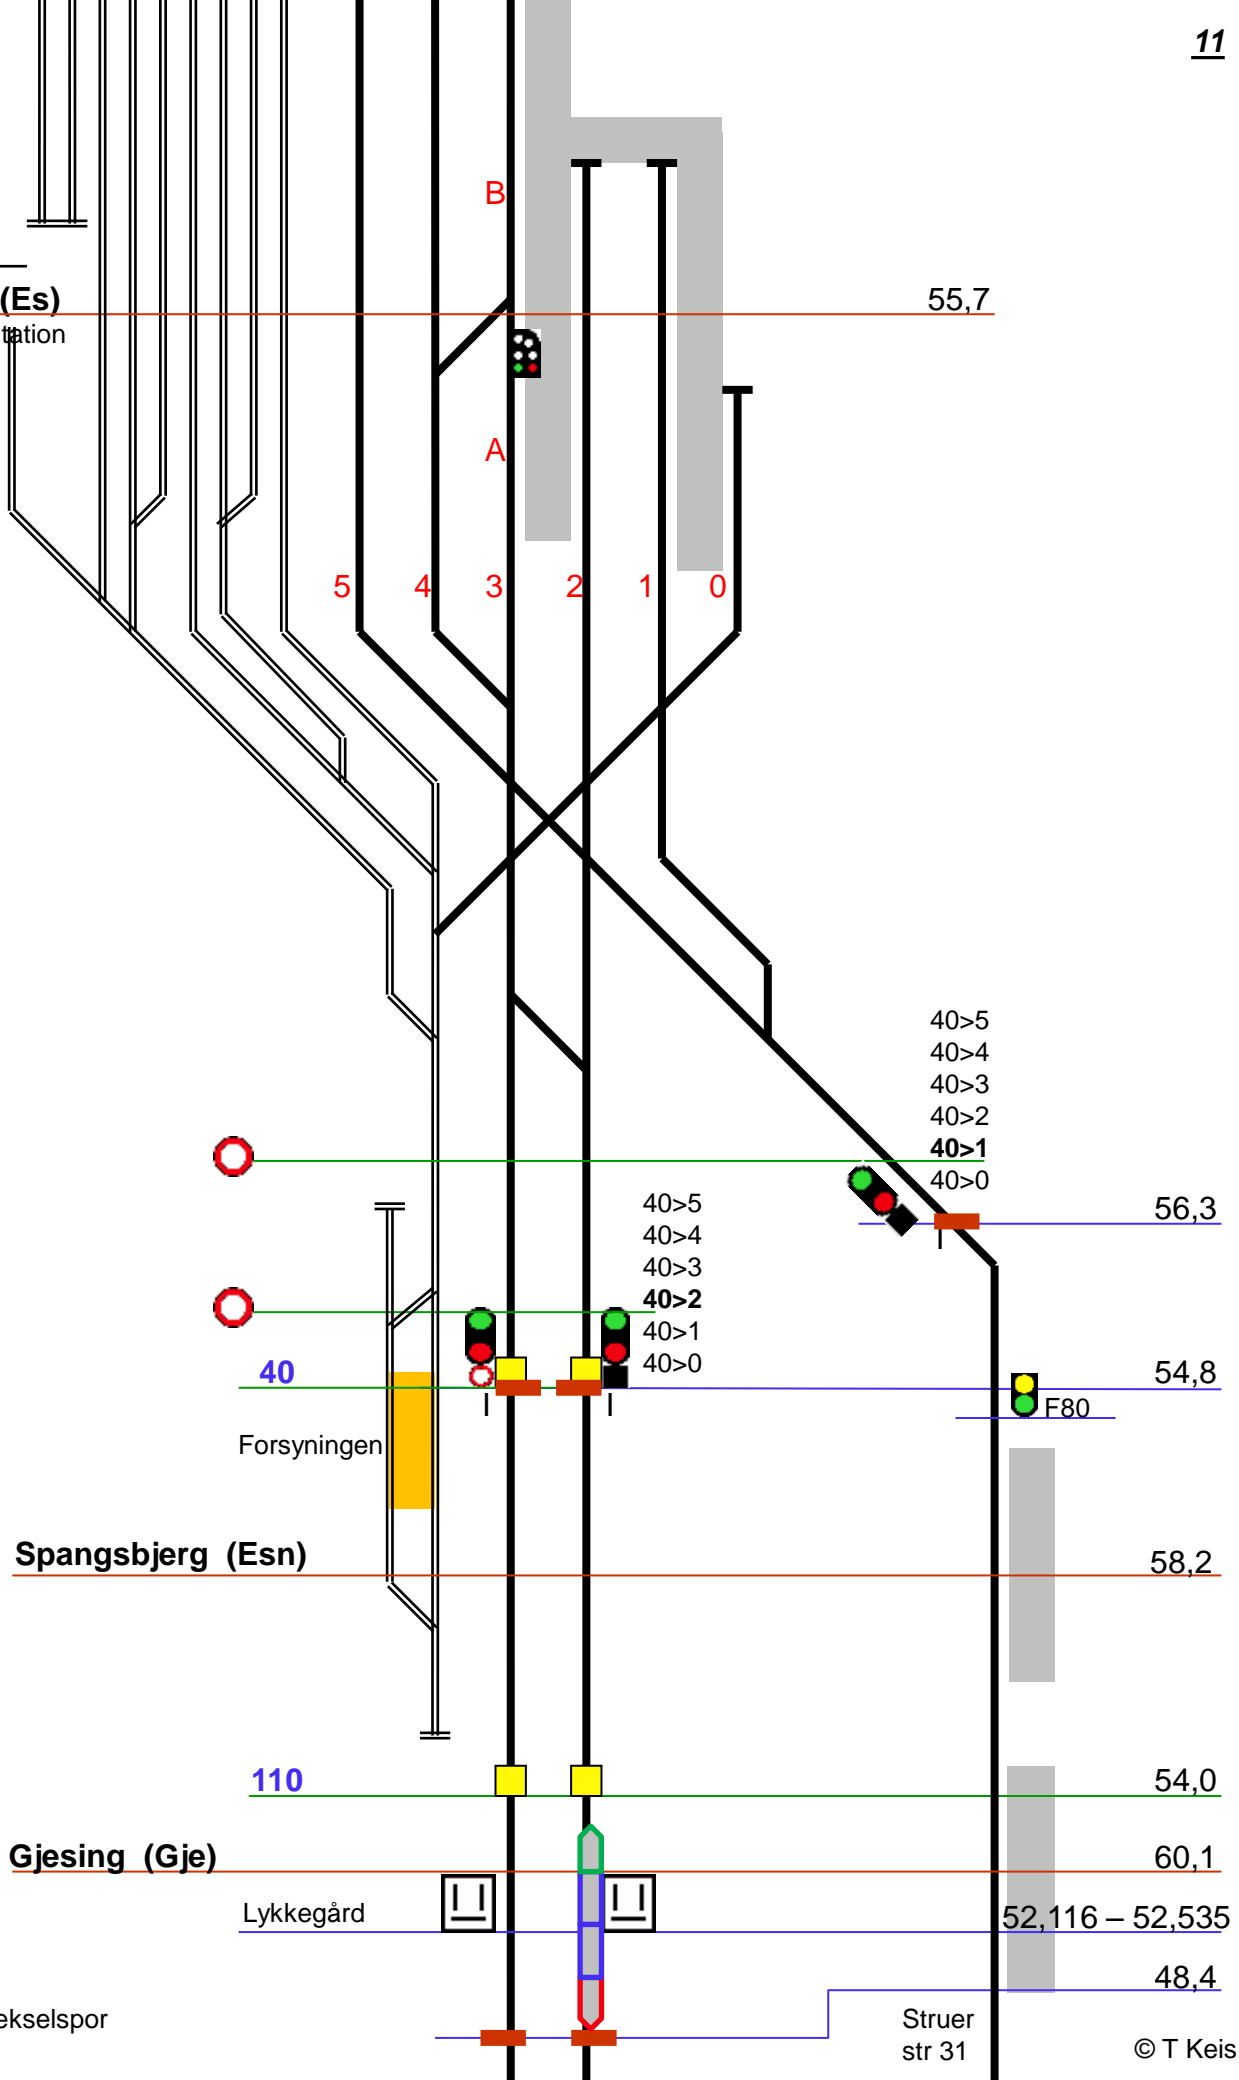 11
B
(Es)
55,7
tation
A
5 4 3 2 1 0
40>5
40>4
40>3
40>2
40>1
40>0
56,3
40>5
40>4
40>3
40>2
40>1
40>0
40
54,8
F80
Forsyningen
Spangsbjerg (Esn)
58,2
110
54,0
Gjesing (Gje)
60,1
Lykkegård
52,116 – 52,535
48,4
ekselspor
Struer
str 31
© T Keis